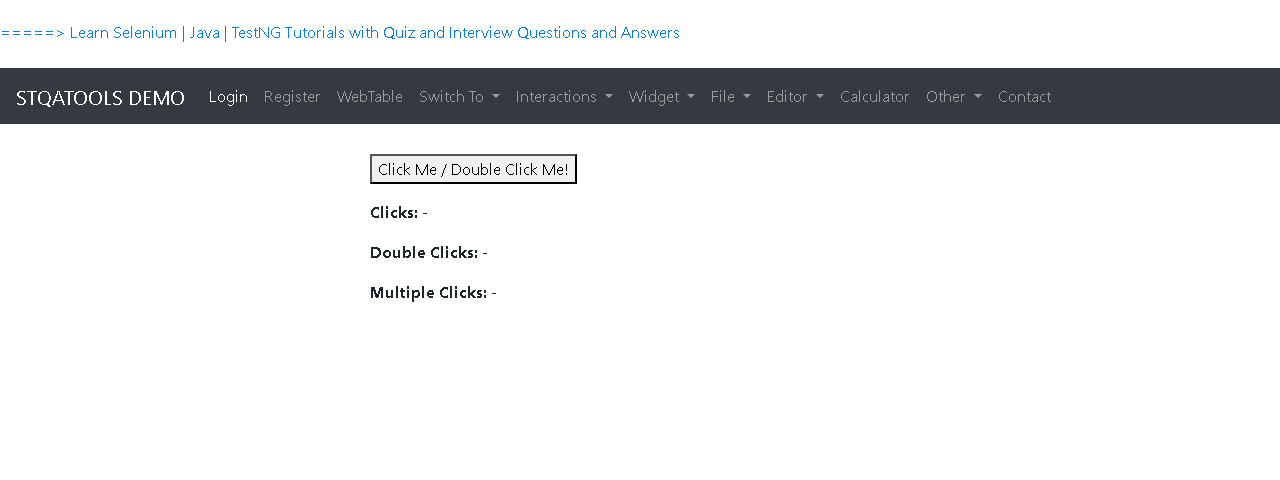 =====> Learn Selenium | Java | TestNG Tutorials with Quiz and Interview Questions and Answers
STQATOOLS DEMO Login Register WebTable Switch To Interactions Widget File Editor Calculator Other Contact
Click Me / Double Click Me!
Clicks: -
Double Clicks: -
Multiple Clicks: -